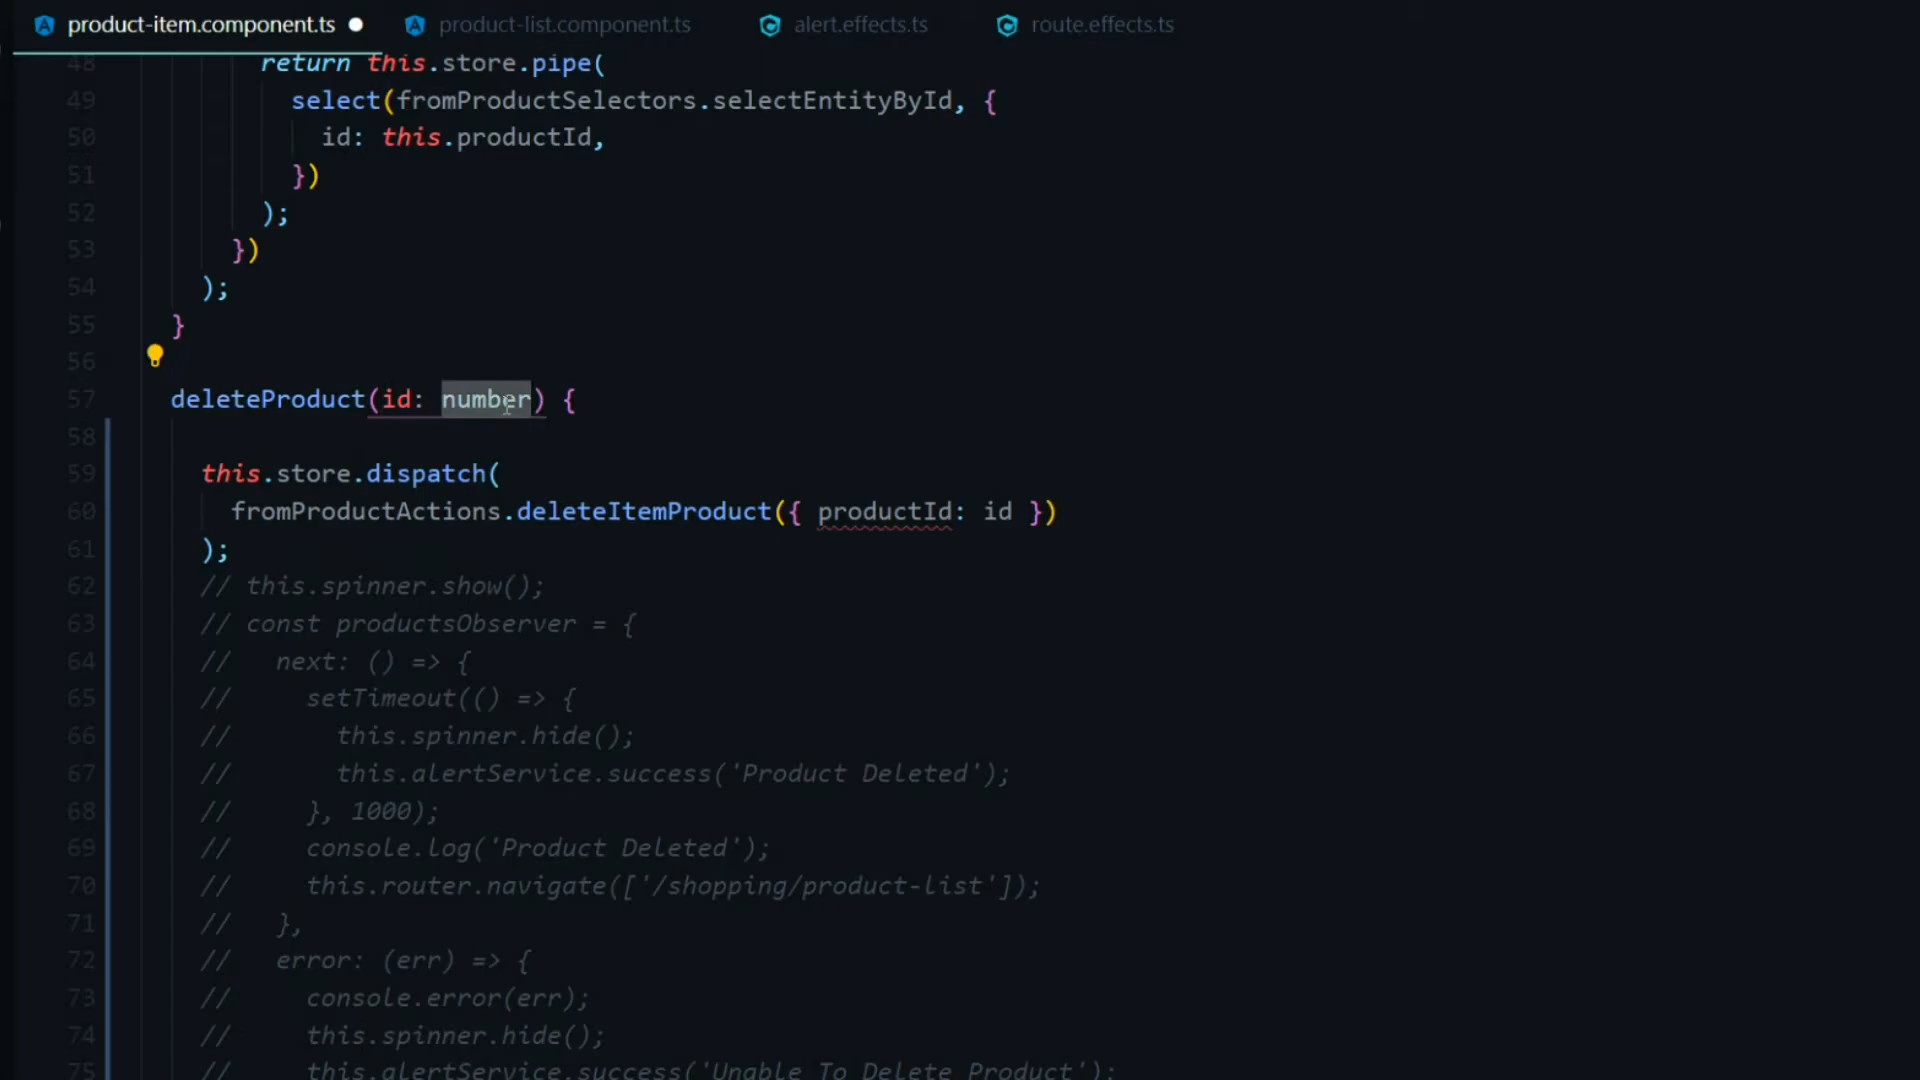 product-item.component.ts product-list.component.ts alert.effects.ts route.effects.ts
48 return this.store.pipe(
49 select(fromProductSelectors.selectEntityById, {
50 id: this.productId,
51 })
52 );
53 })
54 );
55 }
56
57 deleteProduct(id: number) {
58
59 this.store.dispatch(
60 fromProductActions.deleteItemProduct({ productId: id })
61 );
62 // this.spinner.show();
63 // const productsObserver = {
64 // next: () => {
65 // setTimeout(() => {
66 // this.spinner.hide();
67 // this.alertService.success('Product Deleted');
68 // }, 1000);
69 // console.log('Product Deleted');
70 // this.router.navigate(['/shopping/product-list']);
71 // },
72 // error: (err) => {
73 // console.error(err);
74 // this.spinner.hide();
75 // this.alertService.success('Unable To Delete Product');